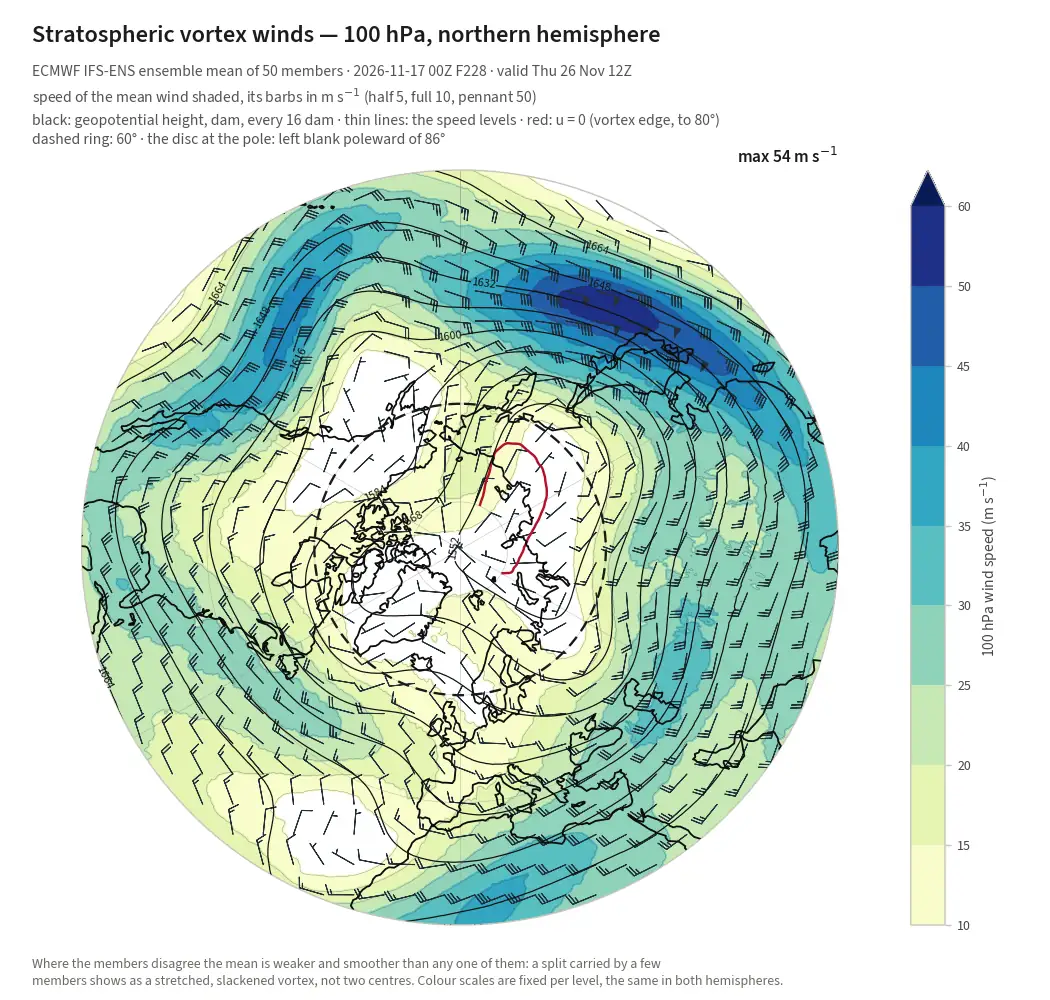 Stratospheric vortex winds — 100 hPa, northern hemisphere
ECMWF IFS-ENS ensemble mean of 50 members · 2026-11-17 00Z F228 · valid Thu 26 Nov 12Z
speed of the mean wind shaded, its barbs in m s⁻¹ (half 5, full 10, pennant 50)
black: geopotential height, dam, every 16 dam · thin lines: the speed levels · red: u = 0 (vortex edge, to 80°)
dashed ring: 60° · the disc at the pole: left blank poleward of 86°
max 54 m s⁻¹
60
50
45
40
35
30
25
20
15
10
100 hPa wind speed (m s⁻¹)
1664
1648
1632
1664
1648
1616
1600
1584
1568
1552
1664
Where the members disagree the mean is weaker and smoother than any one of them: a split carried by a few
members shows as a stretched, slackened vortex, not two centres. Colour scales are fixed per level, the same in both hemispheres.